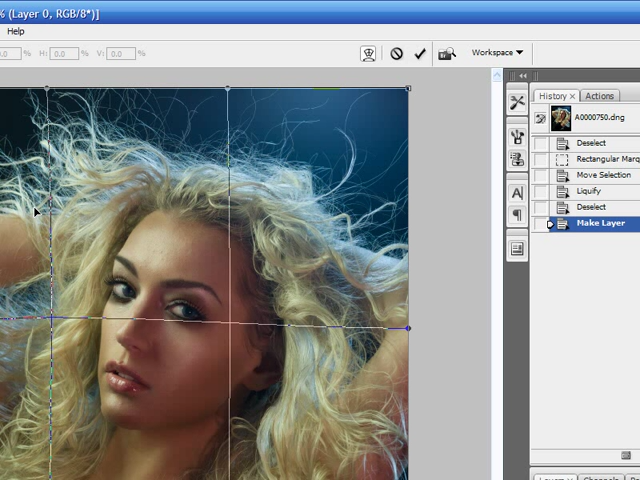 % (Layer 0, RGB/8*)]
Help
0.0 % H: 0.0 % V: 0.0 % Workspace
History × Actions
A0000750.dng
Deselect
Rectangular Marq
Move Selection
Liquify
Deselect
Make Layer